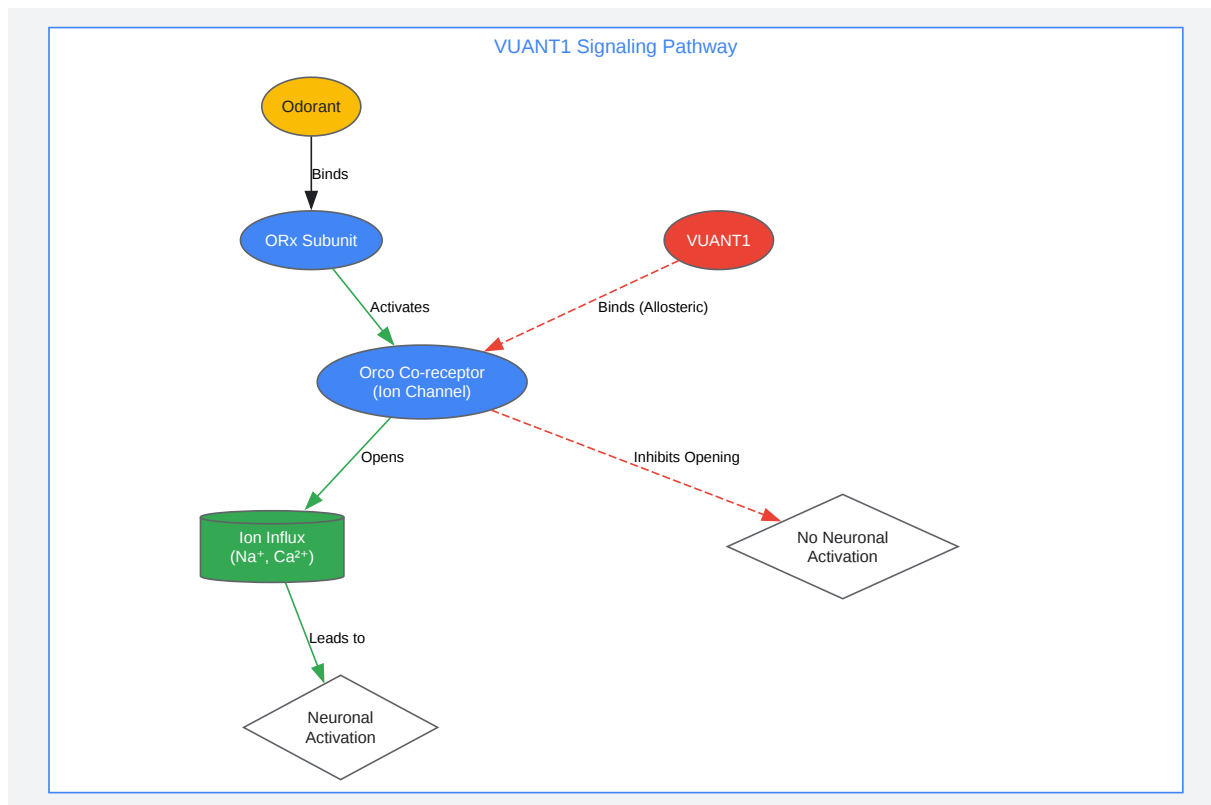 VUANT1 Signaling Pathway
Odorant
Binds
ORx Subunit
VUANT1
Activates
Binds (Allosteric)
Orco Co-receptor
(Ion Channel)
Opens
Inhibits Opening
Ion Influx
(Na⁺, Ca²⁺)
No Neuronal
Activation
Leads to
Neuronal
Activation